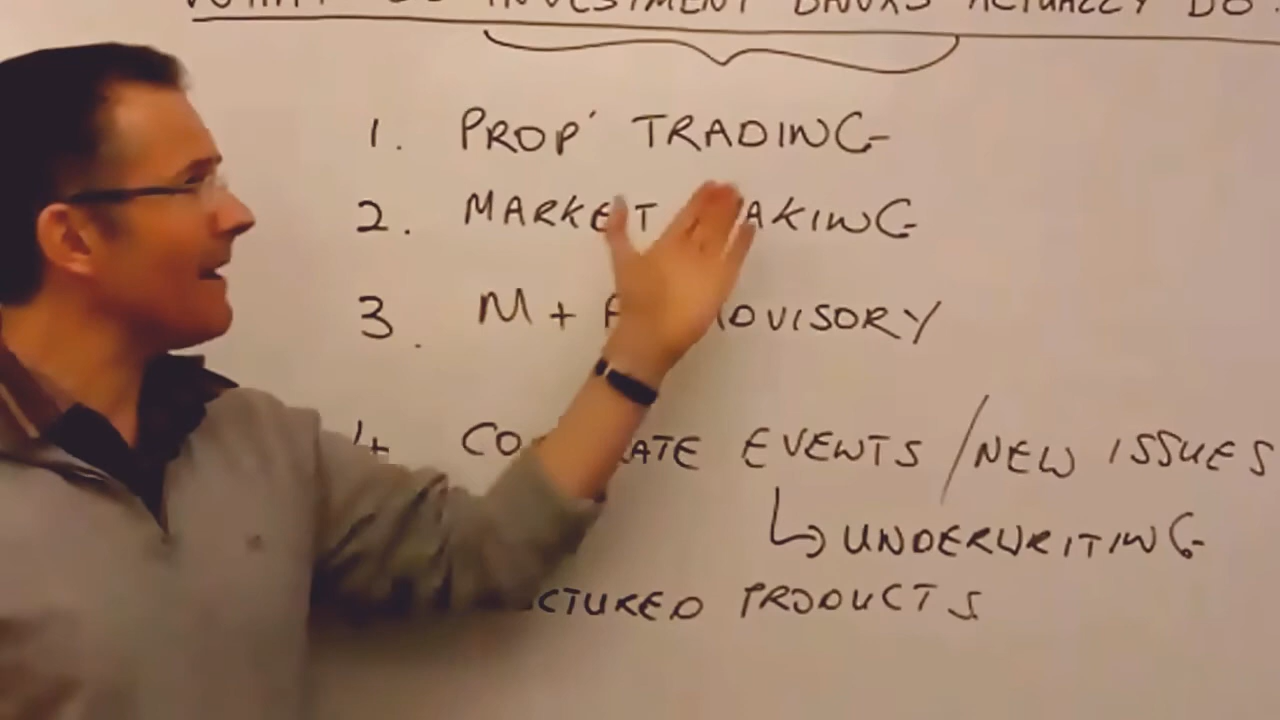 WHAT DO INVESTMENT BANKS ACTUALLY DO?
1. PROP' TRADING
2. MARKET MAKING
3. M + A ADVISORY
4 CORPORATE EVENTS / NEW ISSUES
↳ UNDERWRITING
STRUCTURED PRODUCTS